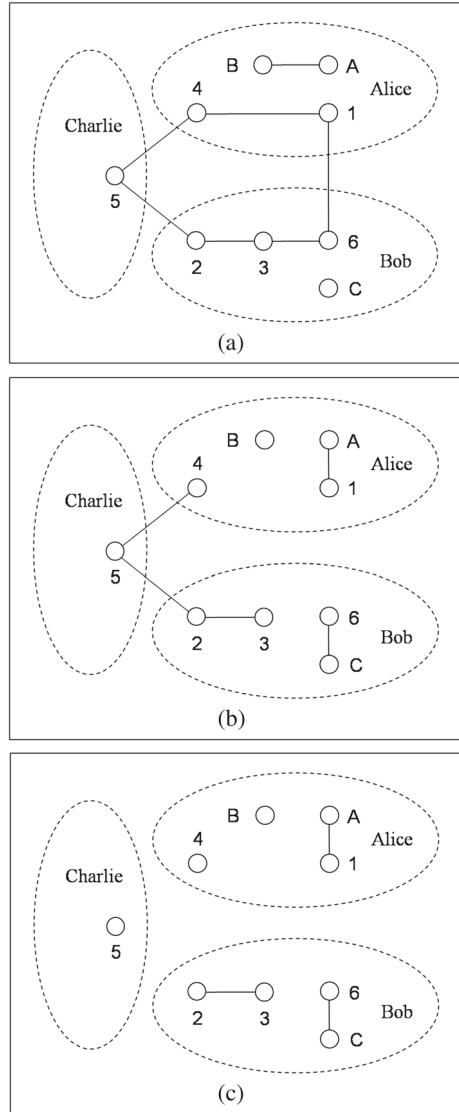 B A
4 Alice
Charlie 1
5
2 3 6
Bob
C
(a)
B A
4 Alice
Charlie 1
5
6
2 3 Bob
C
(b)
B A
4 Alice
Charlie 1
5
6
2 3 Bob
C
(c)